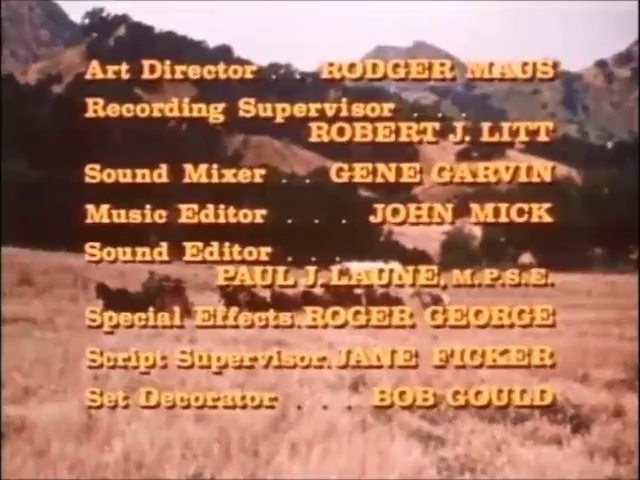 Art Director . . . RODGER MAUS
Recording Supervisor . . .
ROBERT J. LITT
Sound Mixer . . . GENE GARVIN
Music Editor . . . . JOHN MICK
Sound Editor . . . .
PAUL J. LAUNE, M.P.S.E.
Special Effects. ROGER GEORGE
Script Supervisor. JANE FICKER
Set Decorator . . . . BOB GOULD